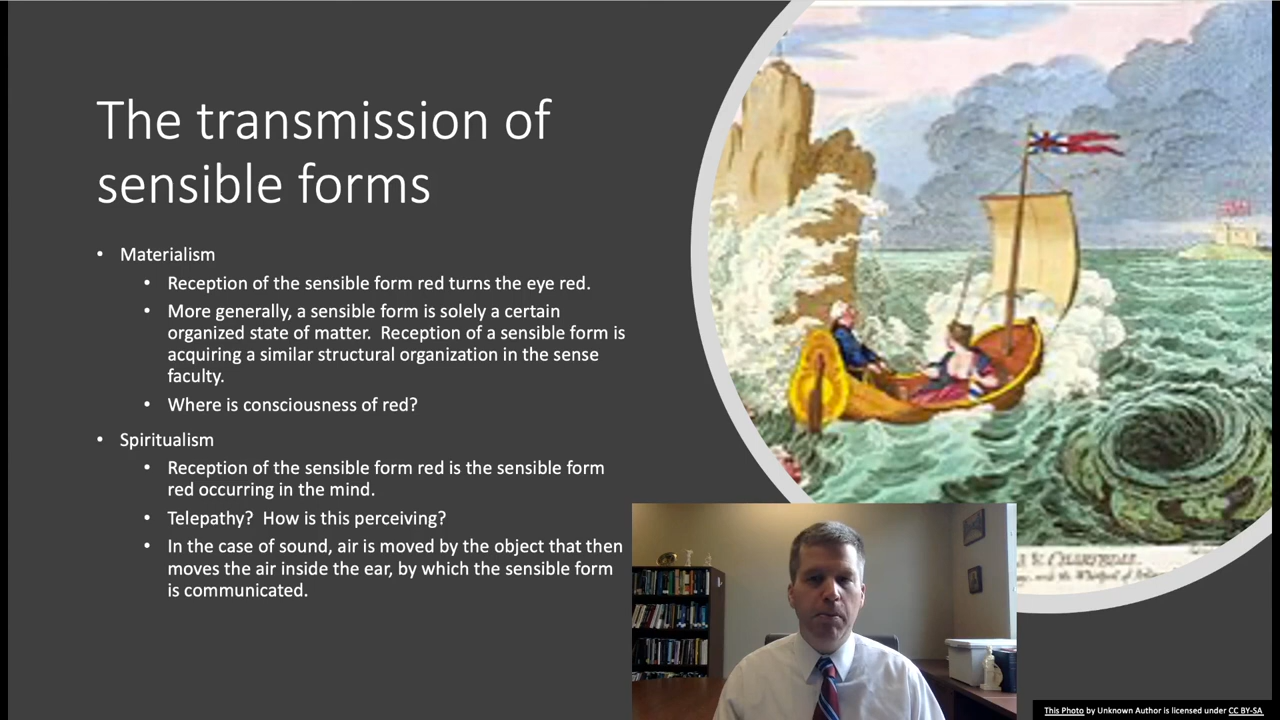 The transmission of
sensible forms
• Materialism
• Reception of the sensible form red turns the eye red.
• More generally, a sensible form is solely a certain
organized state of matter.  Reception of a sensible form is
acquiring a similar structural organization in the sense
faculty.
• Where is consciousness of red?
• Spiritualism
• Reception of the sensible form red is the sensible form
red occurring in the mind.
• Telepathy?  How is this perceiving?
• In the case of sound, air is moved by the object that then
moves the air inside the ear, by which the sensible form
is communicated.
This Photo by Unknown Author is licensed under CC BY-SA